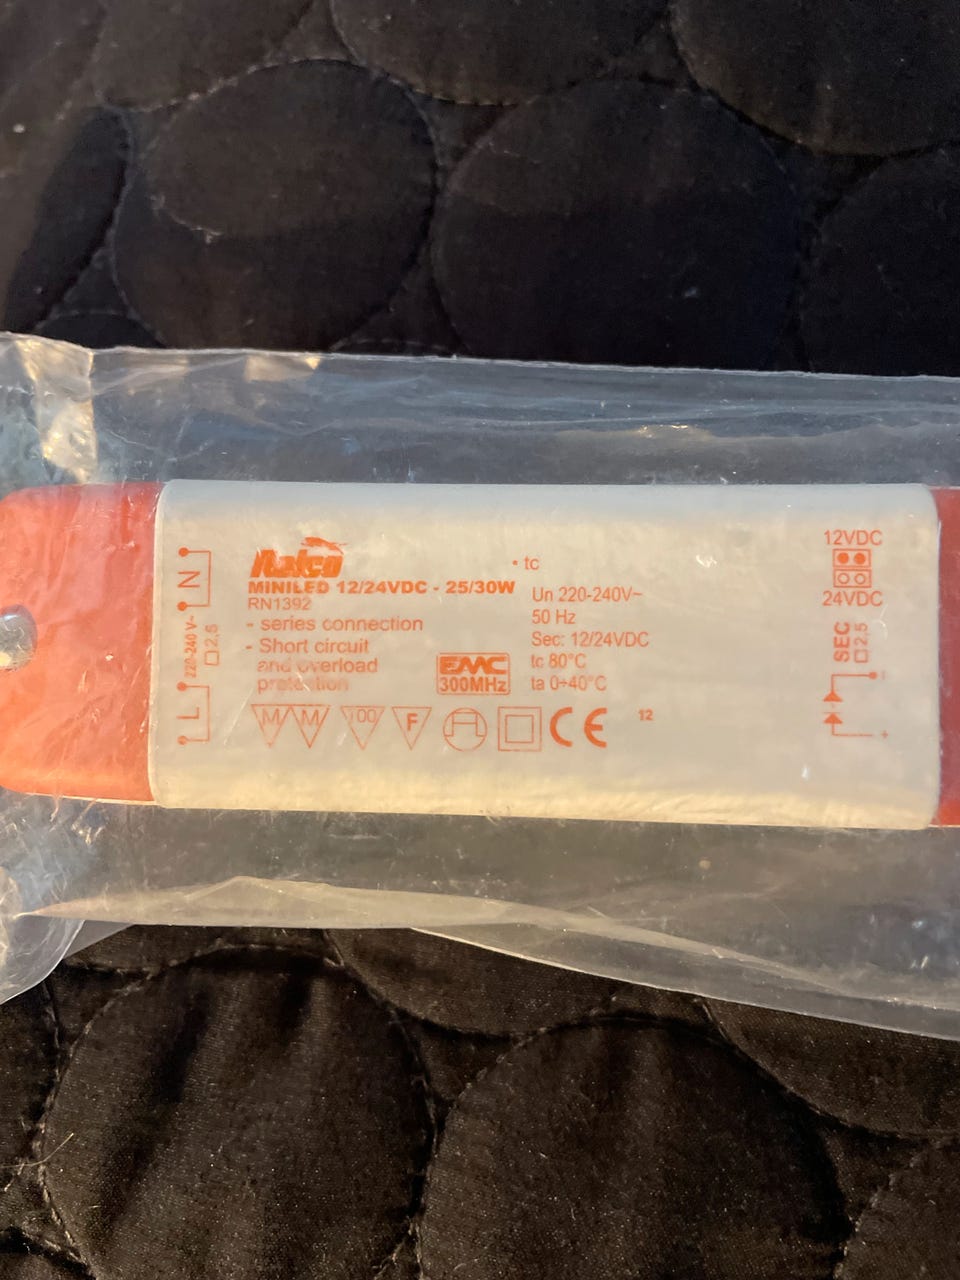 N
220-240 V~
2,5
L
Relco
MINILED 12/24VDC - 25/30W
RN1392
- series connection
- Short circuit
and overload
protection
EMC
300MHz
M M 100 F CE 12
• tc
Un 220-240V~
50 Hz
Sec: 12/24VDC
tc 80°C
ta 0÷40°C
12VDC
24VDC
SEC
2,5
-
+